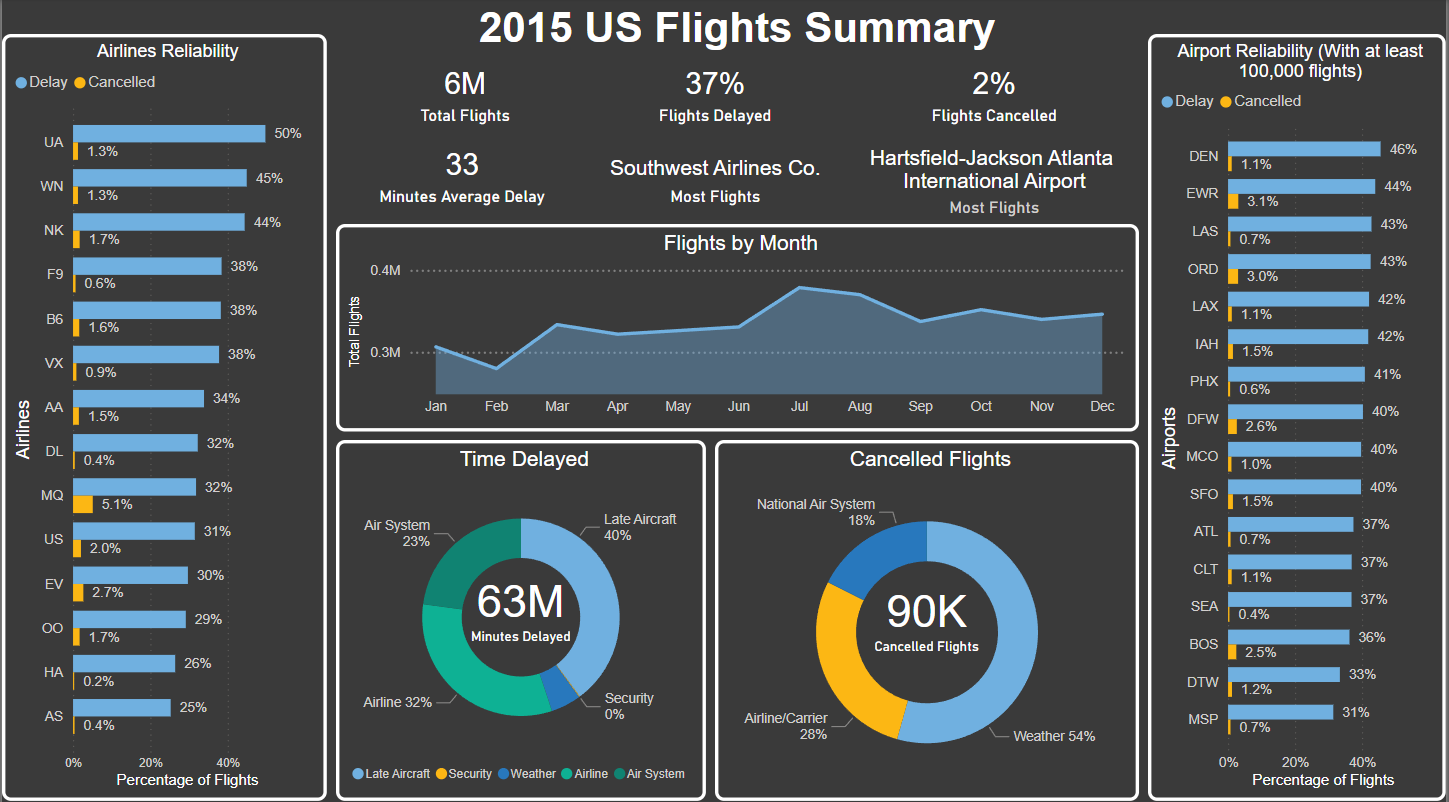 2015 US Flights Summary
Airlines Reliability
Delay Cancelled
UA 50%
1.3%
WN 45%
1.3%
NK 44%
1.7%
F9 38%
0.6%
B6 38%
1.6%
VX 38%
0.9%
AA 34%
1.5%
DL 32%
0.4%
MQ 32%
5.1%
US 31%
2.0%
EV 30%
2.7%
OO 29%
1.7%
HA 26%
0.2%
AS 25%
0.4%
Airlines
0% 20% 40%
Percentage of Flights
6M
Total Flights
37%
Flights Delayed
2%
Flights Cancelled
33
Minutes Average Delay
Southwest Airlines Co.
Most Flights
Hartsfield-Jackson Atlanta
International Airport
Most Flights
Flights by Month
Total Flights
0.4M
0.3M
Jan Feb Mar Apr May Jun Jul Aug Sep Oct Nov Dec
Time Delayed
Air System
23%
Late Aircraft
40%
63M
Minutes Delayed
Airline 32%
Security
0%
Late Aircraft Security Weather Airline Air System
Cancelled Flights
National Air System
18%
90K
Cancelled Flights
Airline/Carrier
28%
Weather 54%
Airport Reliability (With at least
100,000 flights)
Delay Cancelled
DEN 46%
1.1%
EWR 44%
3.1%
LAS 43%
0.7%
ORD 43%
3.0%
LAX 42%
1.1%
IAH 42%
1.5%
PHX 41%
0.6%
DFW 40%
2.6%
MCO 40%
1.0%
SFO 40%
1.5%
ATL 37%
0.7%
CLT 37%
1.1%
SEA 37%
0.4%
BOS 36%
2.5%
DTW 33%
1.2%
MSP 31%
0.7%
Airports
0% 20% 40%
Percentage of Flights